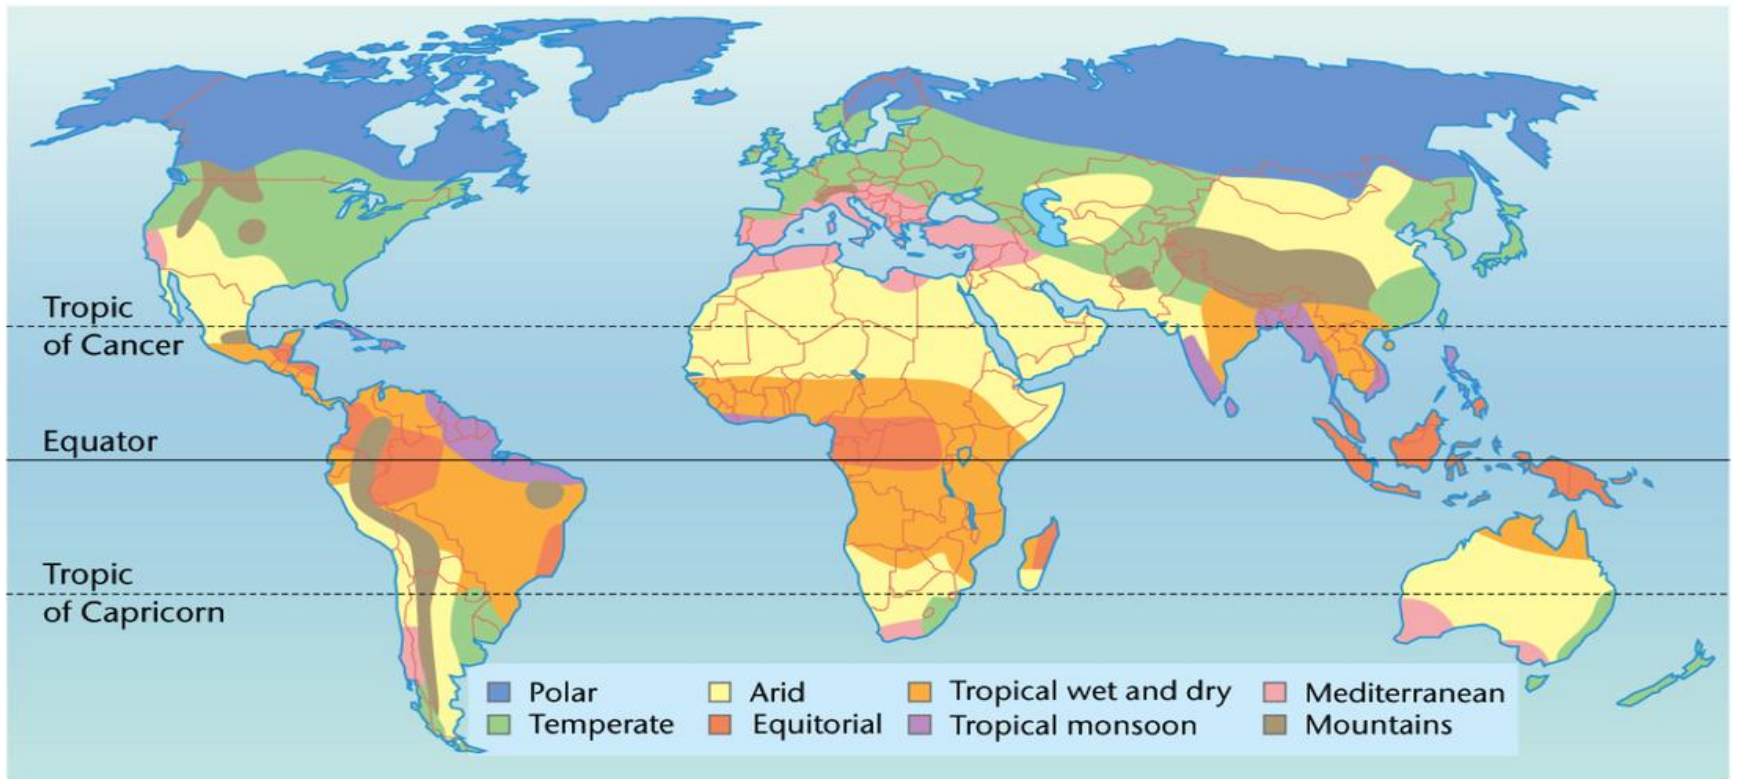 Tropic
of Cancer
Equator
Tropic
of Capricorn
Polar
Arid
Tropical wet and dry
Mediterranean
Temperate
Equitorial
Tropical monsoon
Mountains